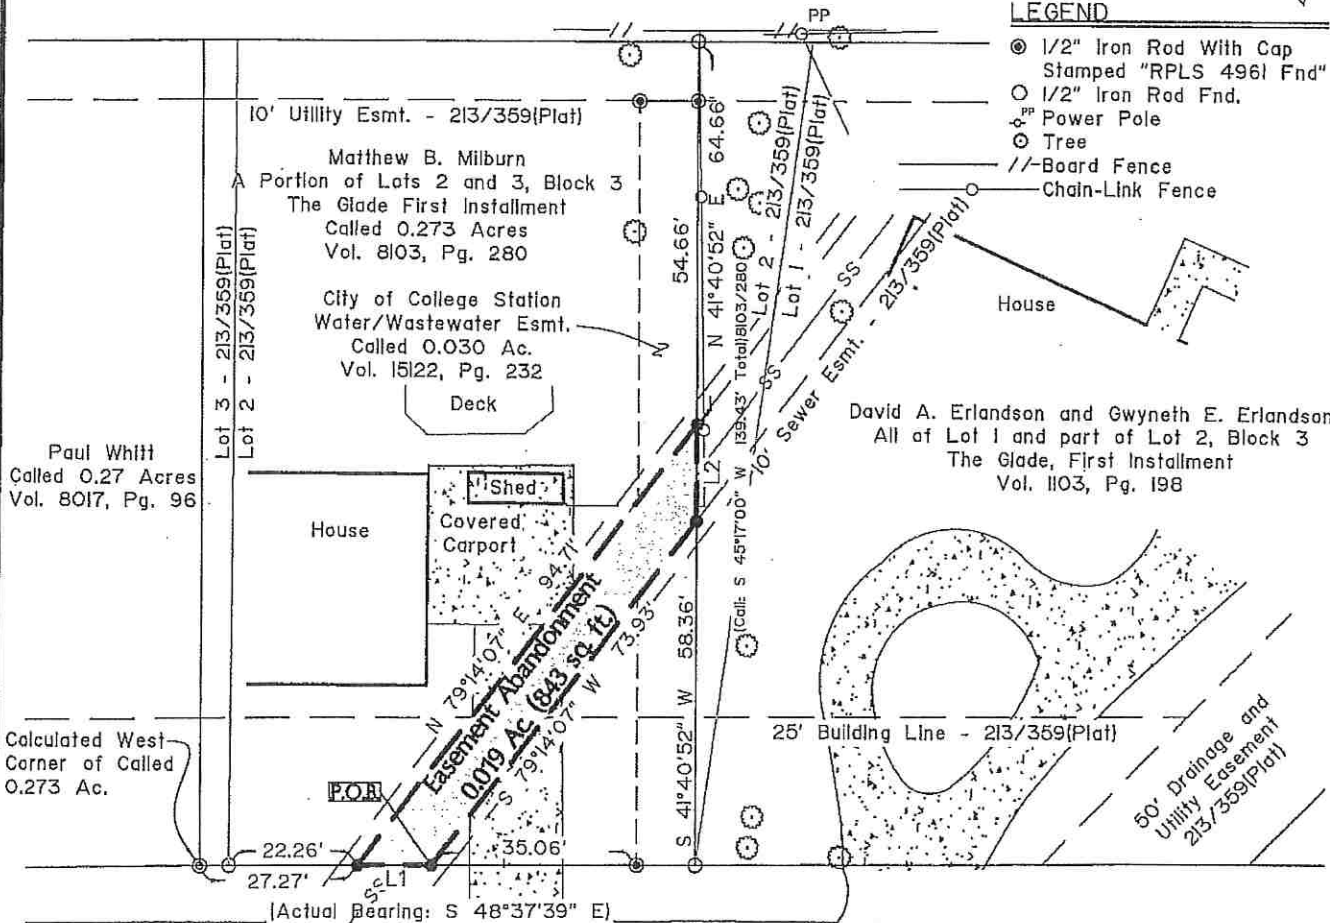 PP
LEGEND
1/2" Iron Rod With Cap
Stamped "RPLS 4961 Fnd"
1/2" Iron Rod Fnd.
PP Power Pole
Tree
//-Board Fence
Chain-Link Fence
10' Utility Esmt. - 213/359(Plat)
Matthew B. Milburn
A Portion of Lots 2 and 3, Block 3
The Glade First Installment
Called 0.273 Acres
Vol. 8103, Pg. 280
City of College Station
Water/Wastewater Esmt.
Called 0.030 Ac.
Vol. 15122, Pg. 232
Deck
Lot 3 - 213/359(Plat)
Lot 2 - 213/359(Plat)
Paul Whitt
Called 0.27 Acres
Vol. 8017, Pg. 96
House
Shed
Covered
Carport
64.66'
54.66'
N 41°40'52" E
Lot 2 - 213/359(Plat)
Lot 1 - 213/359(Plat)
(Call: S 45°17'00" W 139.43' Total)8103/280
SS
SS
10' Sewer Esmt. - 213/359(Plat)
House
David A. Erlandson and Gwyneth E. Erlandson
All of Lot 1 and part of Lot 2, Block 3
The Glade, First Installment
Vol. 1103, Pg. 198
L2
N 79°14'07" E 94.71'
Easement Abandonment
0.019 Ac. (843 sq. ft.)
S 79°14'07" W 73.93'
S 41°40'52" W 58.36'
25' Building Line - 213/359(Plat)
50' Drainage and
Utility Easement
213/359(Plat)
Calculated West
Corner of Called
0.273 Ac.
P.O.B.
22.26'
35.06'
27.27'
SS
L1
(Actual Bearing: S 48°37'39" E)